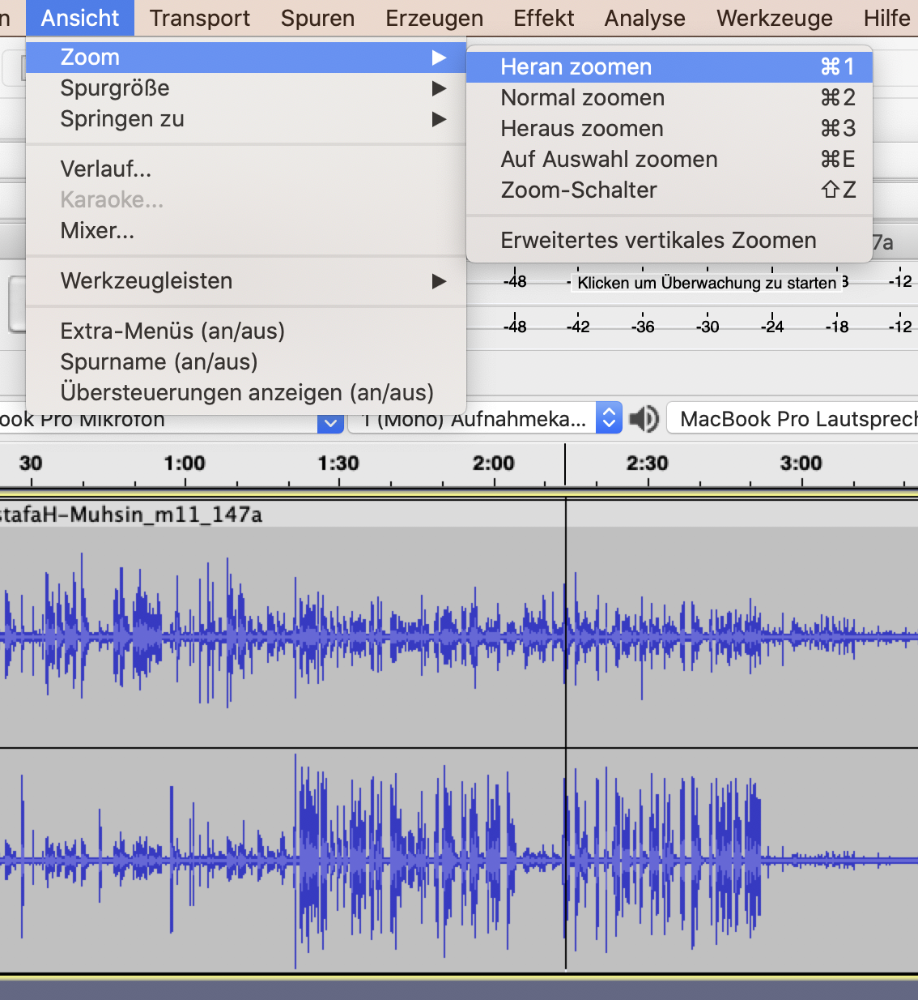 n Ansicht Transport Spuren Erzeugen Effekt Analyse Werkzeuge Hilfe
Zoom ▶
Spurgröße ▶
Springen zu ▶
Verlauf...
Karaoke...
Mixer...
Werkzeugleisten ▶
Extra-Menüs (an/aus)
Spurname (an/aus)
Übersteuerungen anzeigen (an/aus)
Heran zoomen ⌘1
Normal zoomen ⌘2
Heraus zoomen ⌘3
Auf Auswahl zoomen ⌘E
Zoom-Schalter ⇧Z
Erweitertes vertikales Zoomen
7a
-48 - Klicken um Überwachung zu starten 8 -12
-48 -42 -36 -30 -24 -18 -12
ook Pro Mikrofon 1 (Mono) Aufnahmeka... MacBook Pro Lautsprech
30 1:00 1:30 2:00 2:30 3:00
stafaH-Muhsin_m11_147a